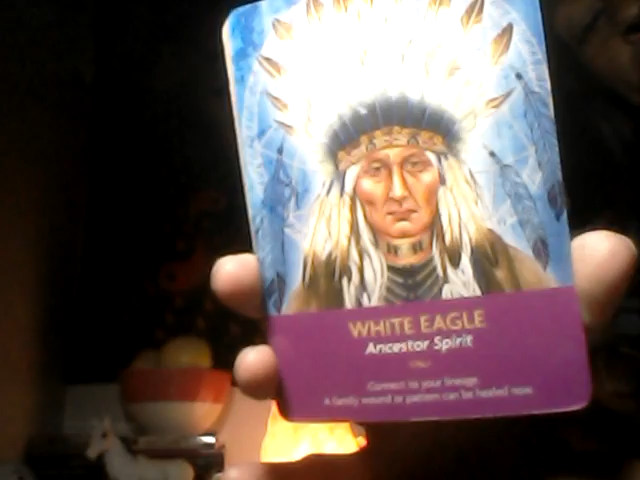 WHITE EAGLE
Ancestor Spirit
Connect to your lineage.
A family wound or pattern can be healed now.